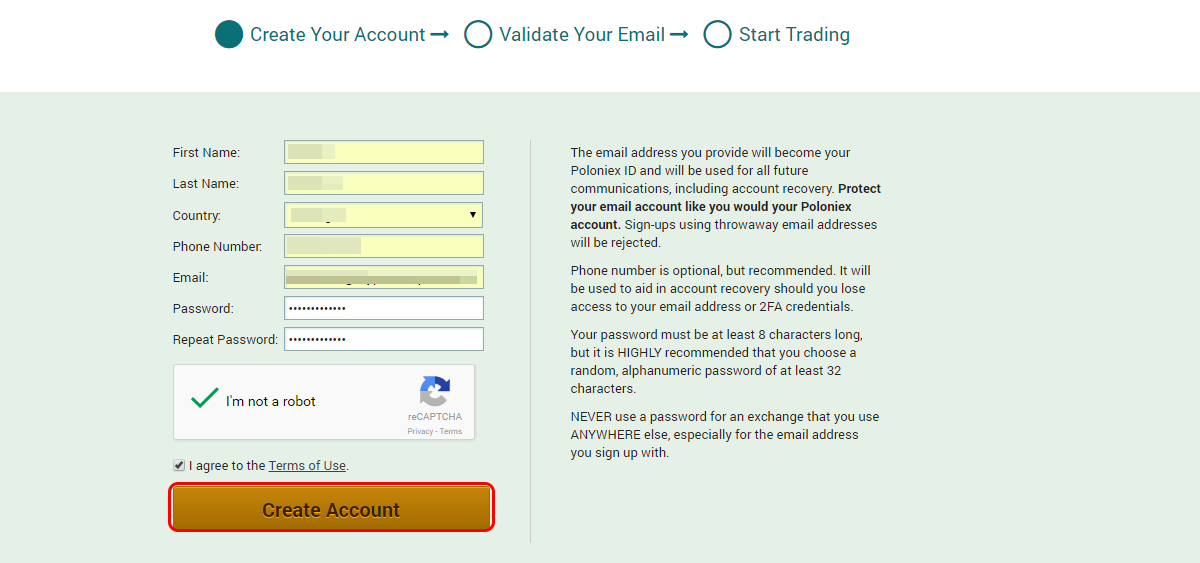 Create Your Account → Validate Your Email → Start Trading
First Name:
Last Name:
Country:
Phone Number:
Email:
Password: •••••••••••••
Repeat Password: •••••••••••••
I'm not a robot
reCAPTCHA
Privacy - Terms
I agree to the Terms of Use.
Create Account
The email address you provide will become your
Poloniex ID and will be used for all future
communications, including account recovery. Protect
your email account like you would your Poloniex
account. Sign-ups using throwaway email addresses
will be rejected.
Phone number is optional, but recommended. It will
be used to aid in account recovery should you lose
access to your email address or 2FA credentials.
Your password must be at least 8 characters long,
but it is HIGHLY recommended that you choose a
random, alphanumeric password of at least 32
characters.
NEVER use a password for an exchange that you use
ANYWHERE else, especially for the email address
you sign up with.